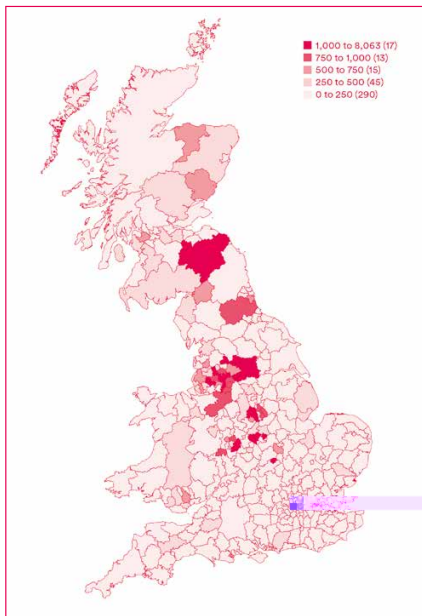 1,000 to 8,063 (17)
750 to 1,000 (13)
500 to 750 (15)
250 to 500 (45)
0 to 250 (290)